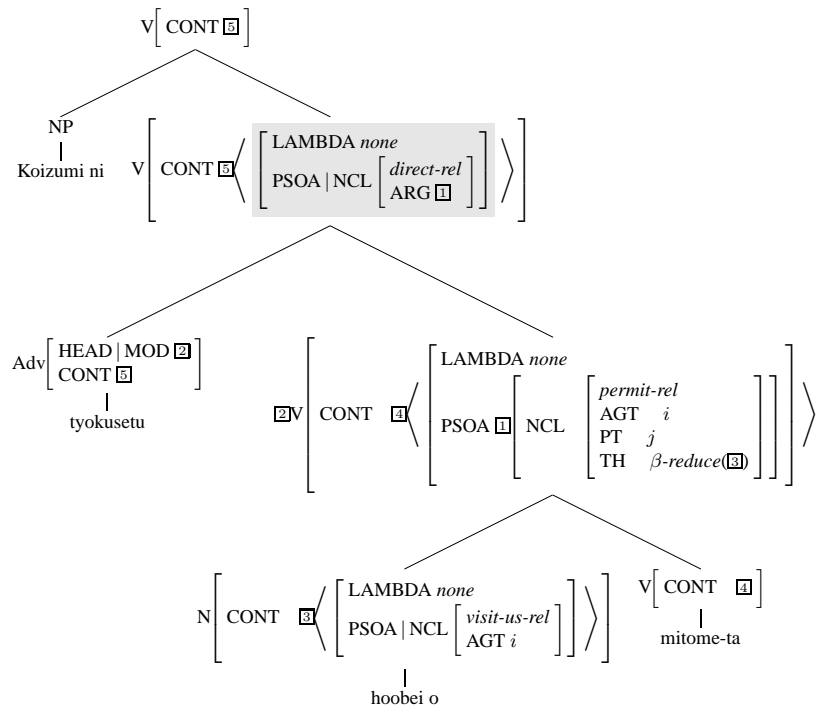 V[ CONT 5 ]
NP
Koizumi ni
V[ CONT 5 ⟨ [ LAMBDA none
PSOA | NCL [ direct-rel
ARG 1 ] ] ⟩ ]
Adv[ HEAD | MOD 2
CONT 5 ]
tyokusetu
2 V[ CONT 4 ⟨ [ LAMBDA none
PSOA 1 [ NCL [ permit-rel
AGT i
PT j
TH β-reduce(3) ] ] ] ⟩
N[ CONT 3 ⟨ [ LAMBDA none
PSOA | NCL [ visit-us-rel
AGT i ] ] ⟩ ]
hoobei o
V[ CONT 4 ]
mitome-ta